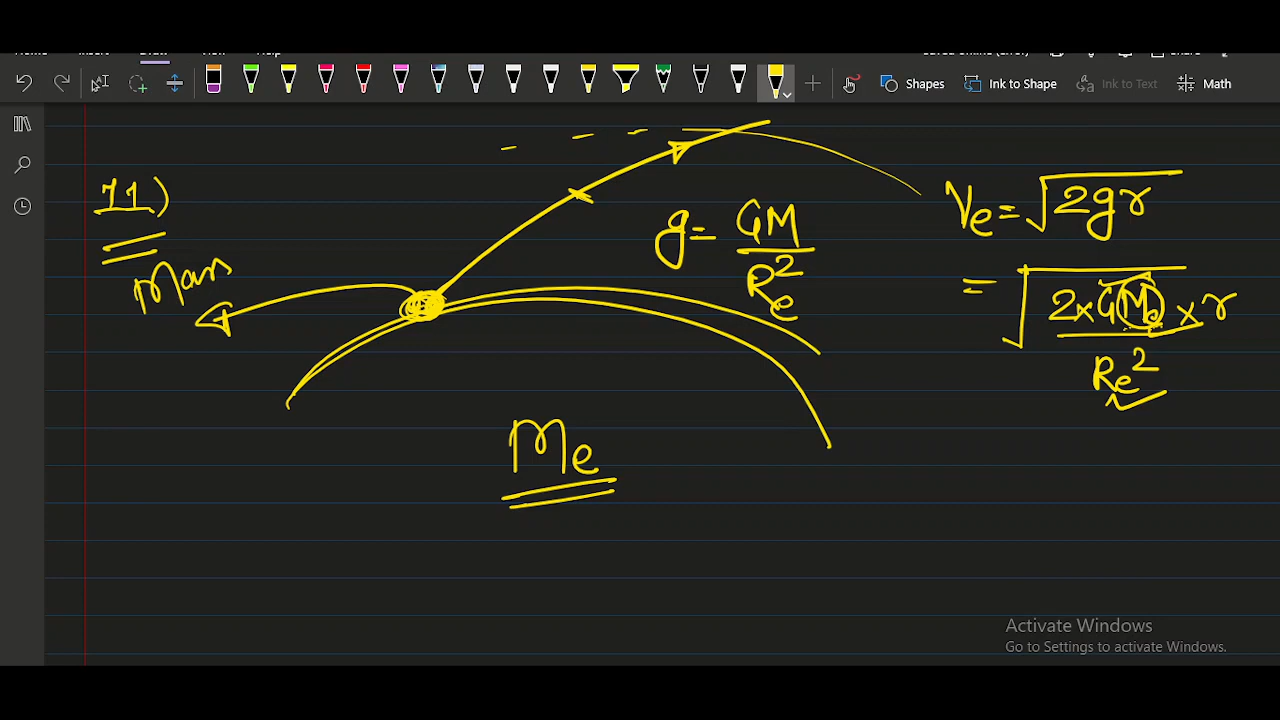 Shapes
Ink to Shape
Ink to Text
Math
11)
Mass
g = GM / Re²
Ve = √2gr
= √2×GMe×r / Re²
Me
Activate Windows
Go to Settings to activate Windows.